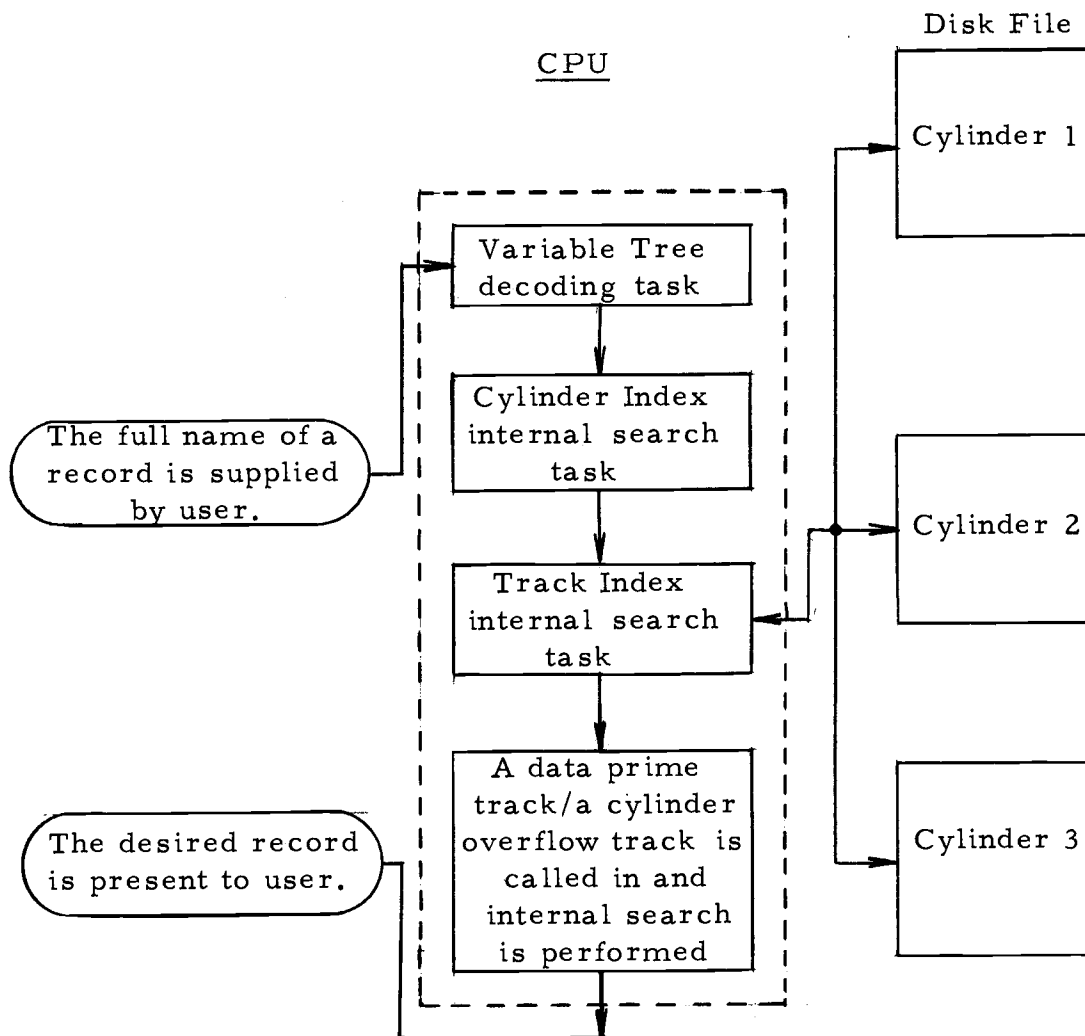 Disk File
CPU
Cylinder 1
Variable Tree
decoding task
Cylinder Index
internal search
task
The full name of a
record is supplied
by user.
Cylinder 2
Track Index
internal search
task
A data prime
track/a cylinder
overflow track is
called in and
internal search
is performed
The desired record
is present to user.
Cylinder 3